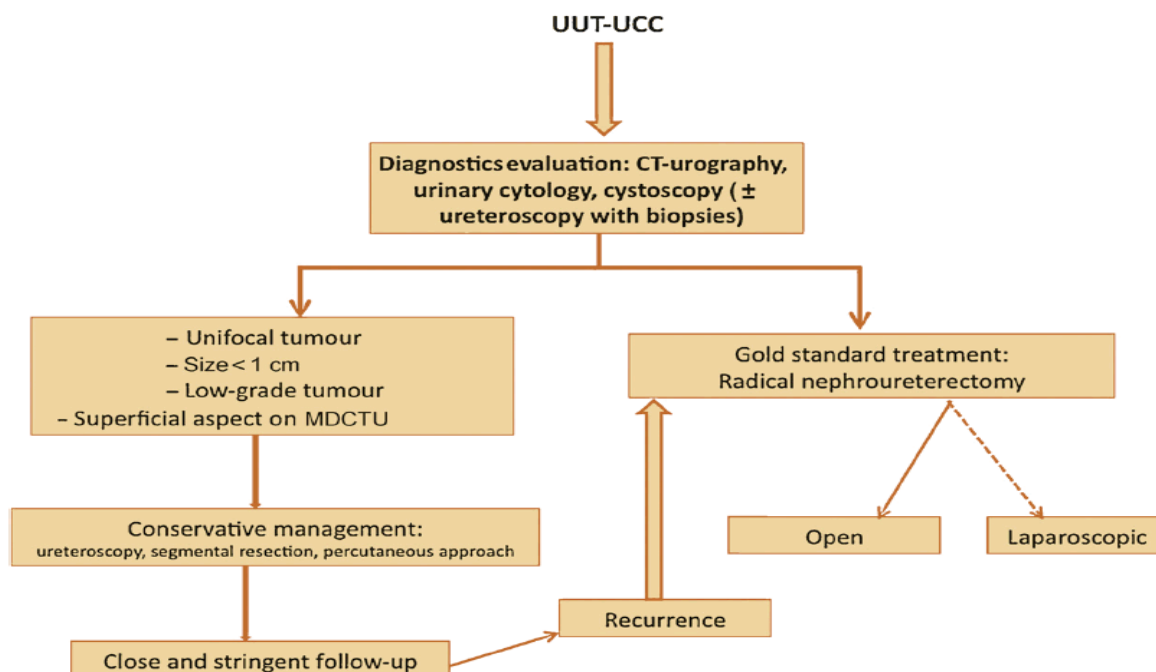 UUT-UCC
Diagnostics evaluation: CT-urography,
urinary cytology, cystoscopy ( ±
ureteroscopy with biopsies)
– Unifocal tumour
– Size < 1 cm
– Low-grade tumour
– Superficial aspect on MDCTU
Gold standard treatment:
Radical nephroureterectomy
Conservative management:
ureteroscopy, segmental resection, percutaneous approach
Open
Laparoscopic
Recurrence
Close and stringent follow-up